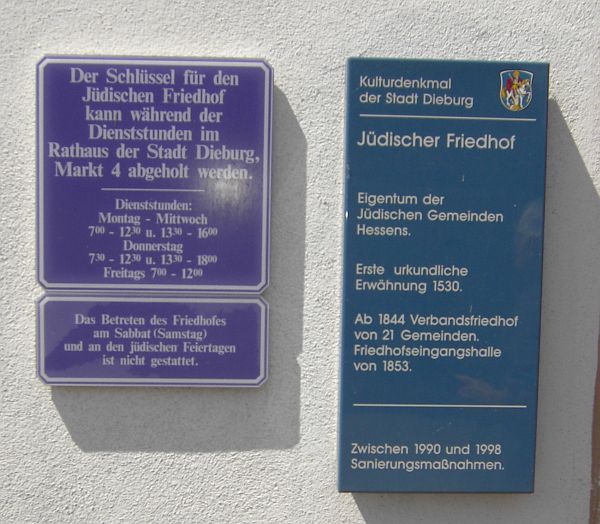 Der Schlüssel für den
Jüdischen Friedhof
kann während der
Dienststunden im
Rathaus der Stadt Dieburg,
Markt 4 abgeholt werden.
Dienststunden:
Montag - Mittwoch
7⁰⁰ - 12³⁰ u. 13³⁰ - 16⁰⁰
Donnerstag
7³⁰ - 12³⁰ u. 13³⁰ - 18⁰⁰
Freitags 7⁰⁰ - 12⁰⁰
Das Betreten des Friedhofes
am Sabbat (Samstag)
und an den jüdischen Feiertagen
ist nicht gestattet.
Kulturdenkmal
der Stadt Dieburg
Jüdischer Friedhof
Eigentum der
Jüdischen Gemeinden
Hessens.
Erste urkundliche
Erwähnung 1530.
Ab 1844 Verbandsfriedhof
von 21 Gemeinden.
Friedhofseingangshalle
von 1853.
Zwischen 1990 und 1998
Sanierungsmaßnahmen.